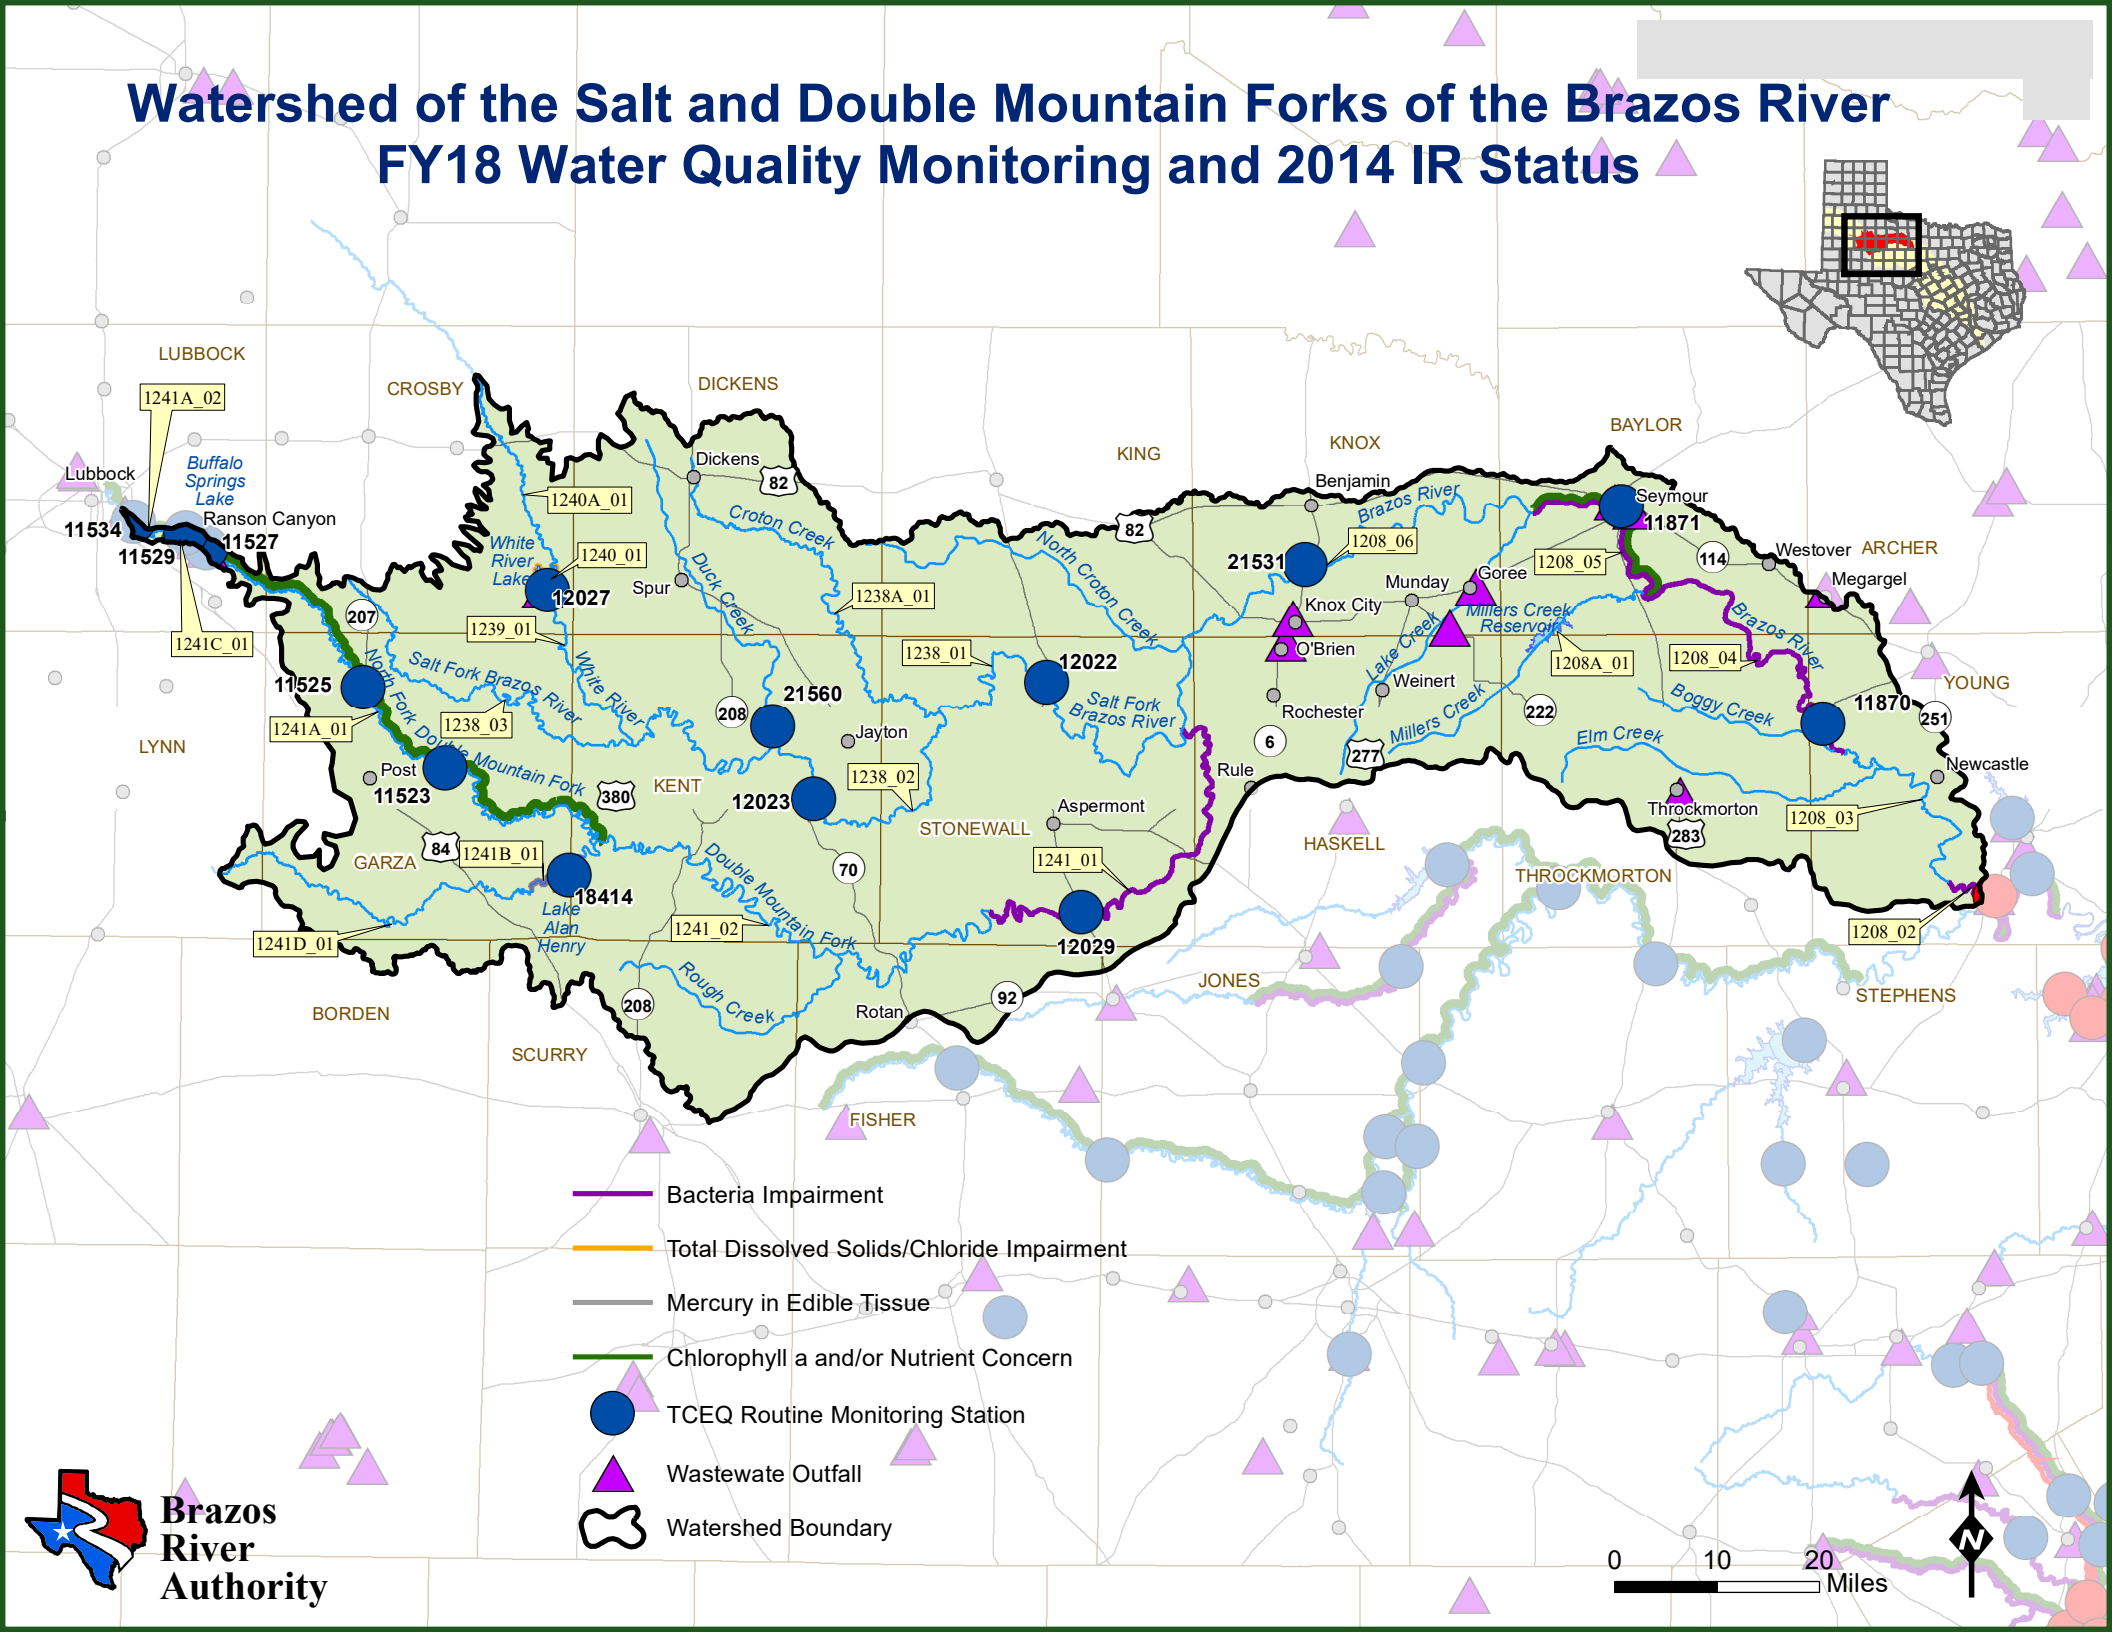 Watershed of the Salt and Double Mountain Forks of the Brazos River
FY18 Water Quality Monitoring and 2014 IR Status
LUBBOCK
CROSBY
DICKENS
KING
KNOX
BAYLOR
ARCHER
YOUNG
LYNN
GARZA
KENT
STONEWALL
HASKELL
THROCKMORTON
BORDEN
SCURRY
FISHER
JONES
STEPHENS
1241A_02
Lubbock
Buffalo
Springs
Lake
Ranson Canyon
11534
11529
11527
1241C_01
207
1240A_01
White
River
Lake
1240_01
12027
1239_01
White River
Dickens
82
Croton Creek
Duck Creek
Spur
1238A_01
North Croton Creek
82
Benjamin
Brazos River
1208_06
21531
Knox City
O'Brien
Rochester
6
Munday
Goree
Lake Creek
Weinert
Millers Creek
Reservoir
Millers Creek
277
222
1208A_01
1208_05
Seymour
11871
114
Westover
Megargel
Brazos River
1208_04
Boggy Creek
11870
251
Elm Creek
Newcastle
Throckmorton
283
1208_03
1208_02
11525
1241A_01
North Fork Double Mountain Fork
Salt Fork Brazos River
1238_03
Post
11523
380
84
1241B_01
18414
Lake
Alan
Henry
1241D_01
208
21560
Jayton
12023
1238_02
1238_01
12022
Salt Fork
Brazos River
Rule
Aspermont
1241_01
12029
70
Double Mountain Fork
1241_02
Rough Creek
208
Rotan
92
Bacteria Impairment
Total Dissolved Solids/Chloride Impairment
Mercury in Edible Tissue
Chlorophyll a and/or Nutrient Concern
TCEQ Routine Monitoring Station
Wastewate Outfall
Watershed Boundary
Brazos
River
Authority
0 10 20
Miles
N